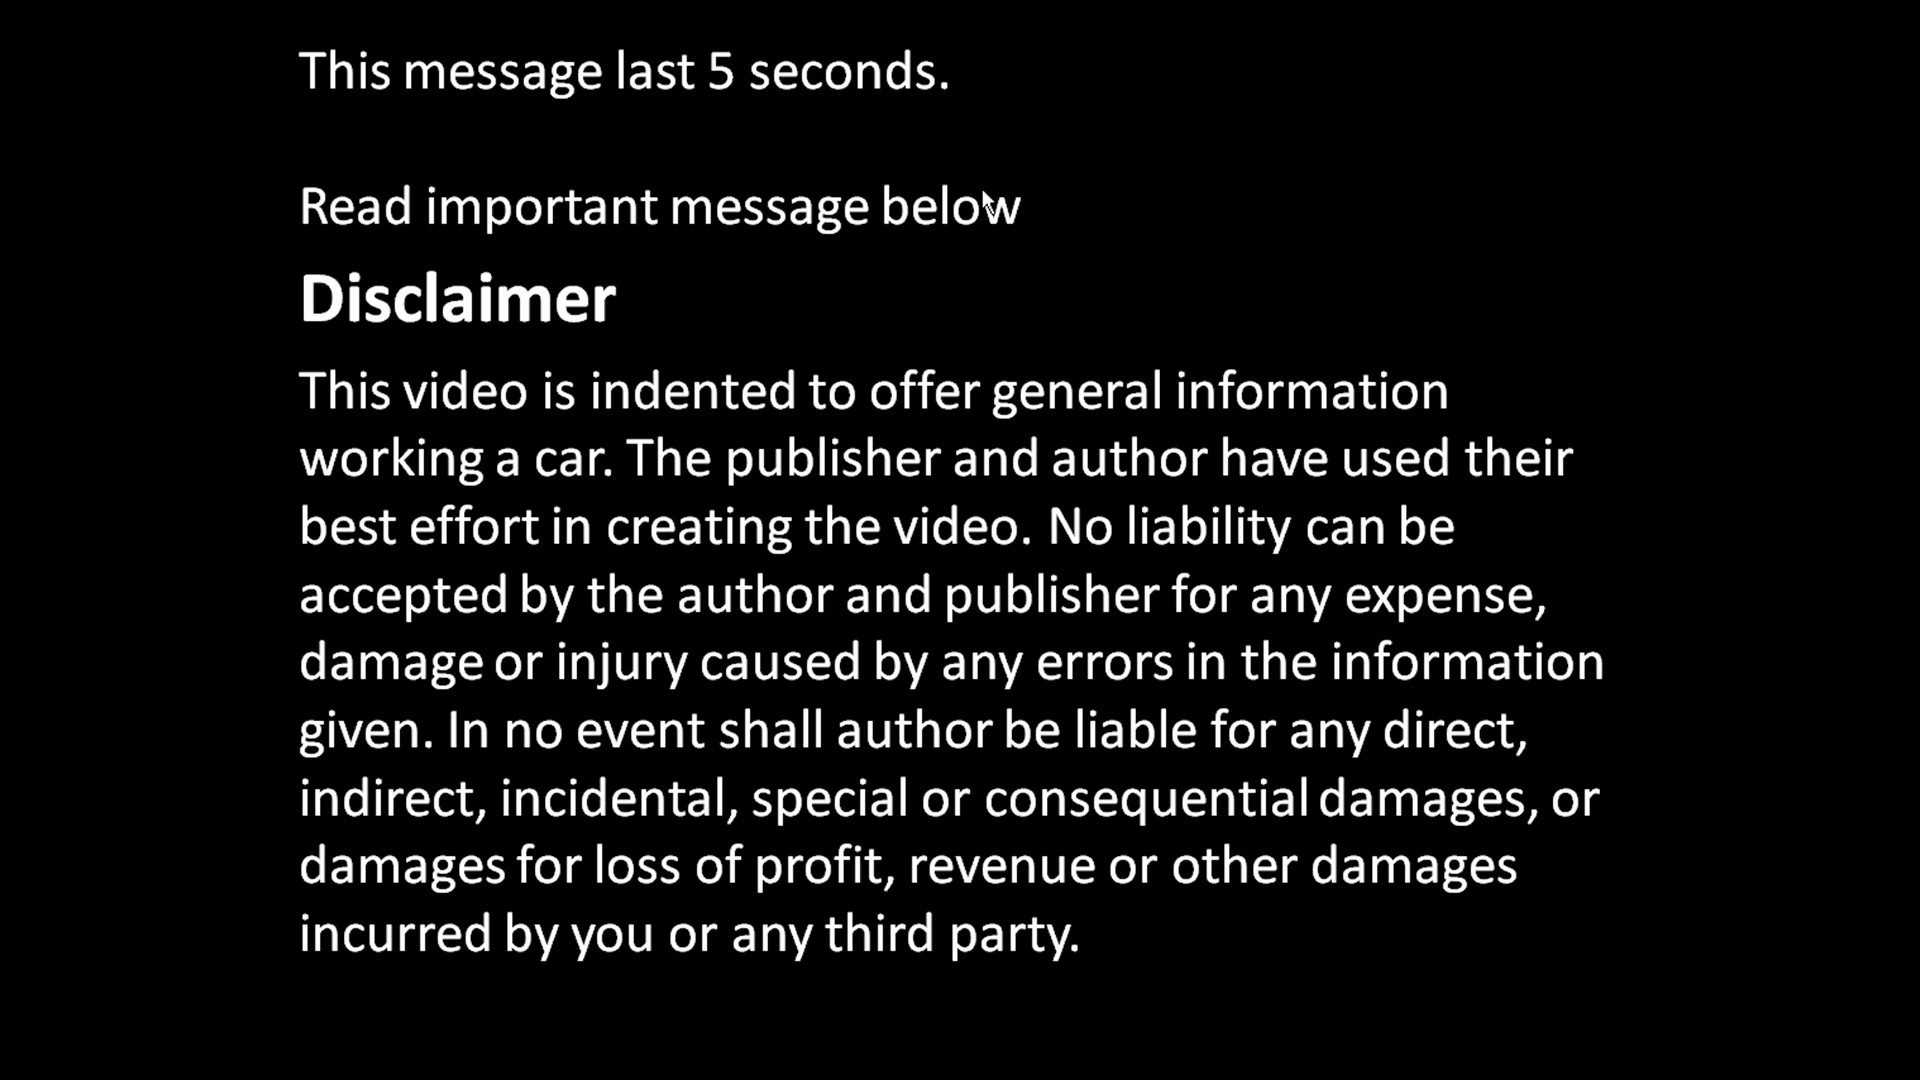 This message last 5 seconds.
Read important message below
Disclaimer
This video is indented to offer general information
working a car. The publisher and author have used their
best effort in creating the video. No liability can be
accepted by the author and publisher for any expense,
damage or injury caused by any errors in the information
given. In no event shall author be liable for any direct,
indirect, incidental, special or consequential damages, or
damages for loss of profit, revenue or other damages
incurred by you or any third party.